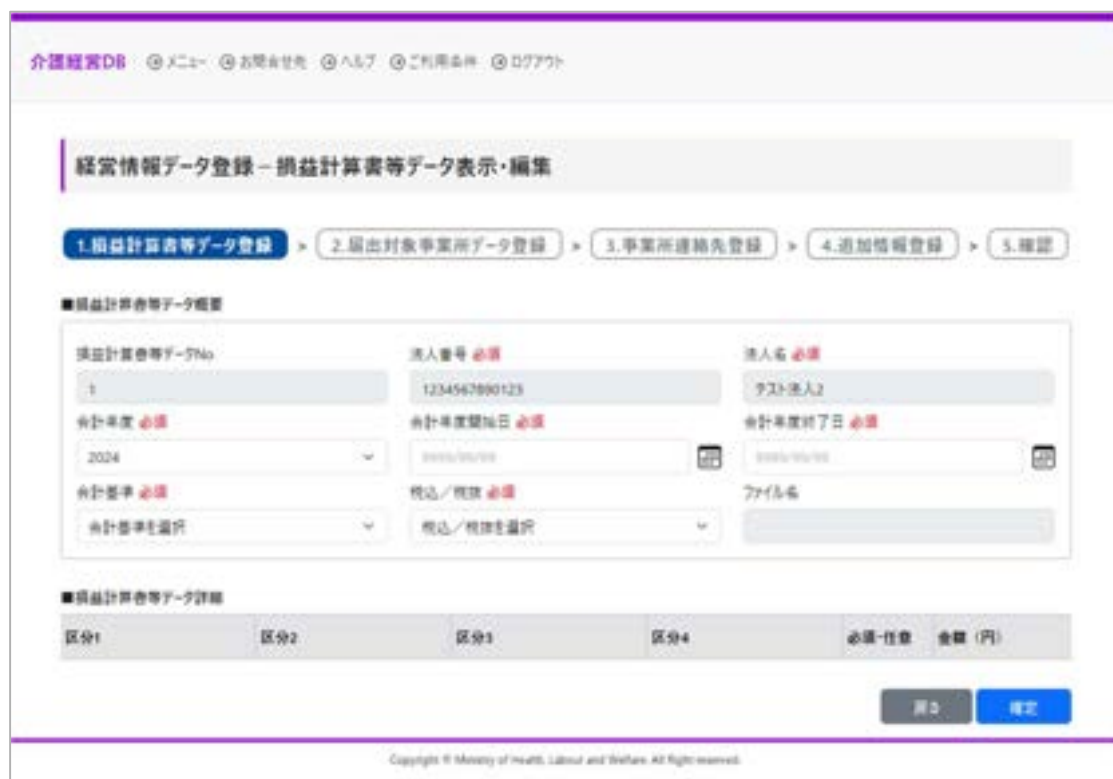 介護経営DB メニュー お問合せ先 ヘルプ ご利用条件 ログアウト
経営情報データ登録 – 損益計算書等データ表示・編集
1.損益計算書等データ登録 > 2.届出対象事業所データ登録 > 3.事業所連絡先登録 > 4.追加情報登録 > 5.確認
■損益計算書等データ概要
損益計算書等データNo 法人番号 必須 法人名 必須
1 1234567890123 テスト法人2
会計年度 必須 会計年度開始日 必須 会計年度終了日 必須
2024
会計基準 必須 税込／税抜 必須 ファイル名
会計基準を選択 税込／税抜を選択
■損益計算書等データ詳細
区分1 区分2 区分3 区分4 必須・任意 金額（円）
戻る 確定
Copyright © Ministry of Health, Labour and Welfare. All Right reserved.